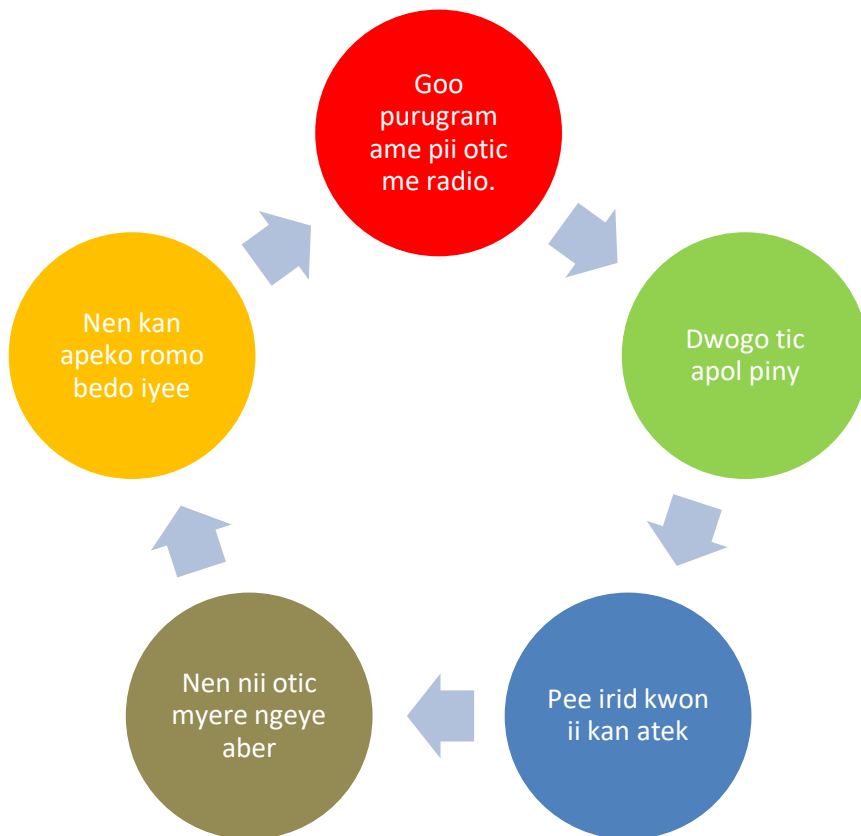 Goo
purugram
ame pii otic
me radio.
Dwogo tic
apol piny
Pee irid kwon
ii kan atek
Nen nii otic
myere ngeye
aber
Nen kan
apeko romo
bedo iyee